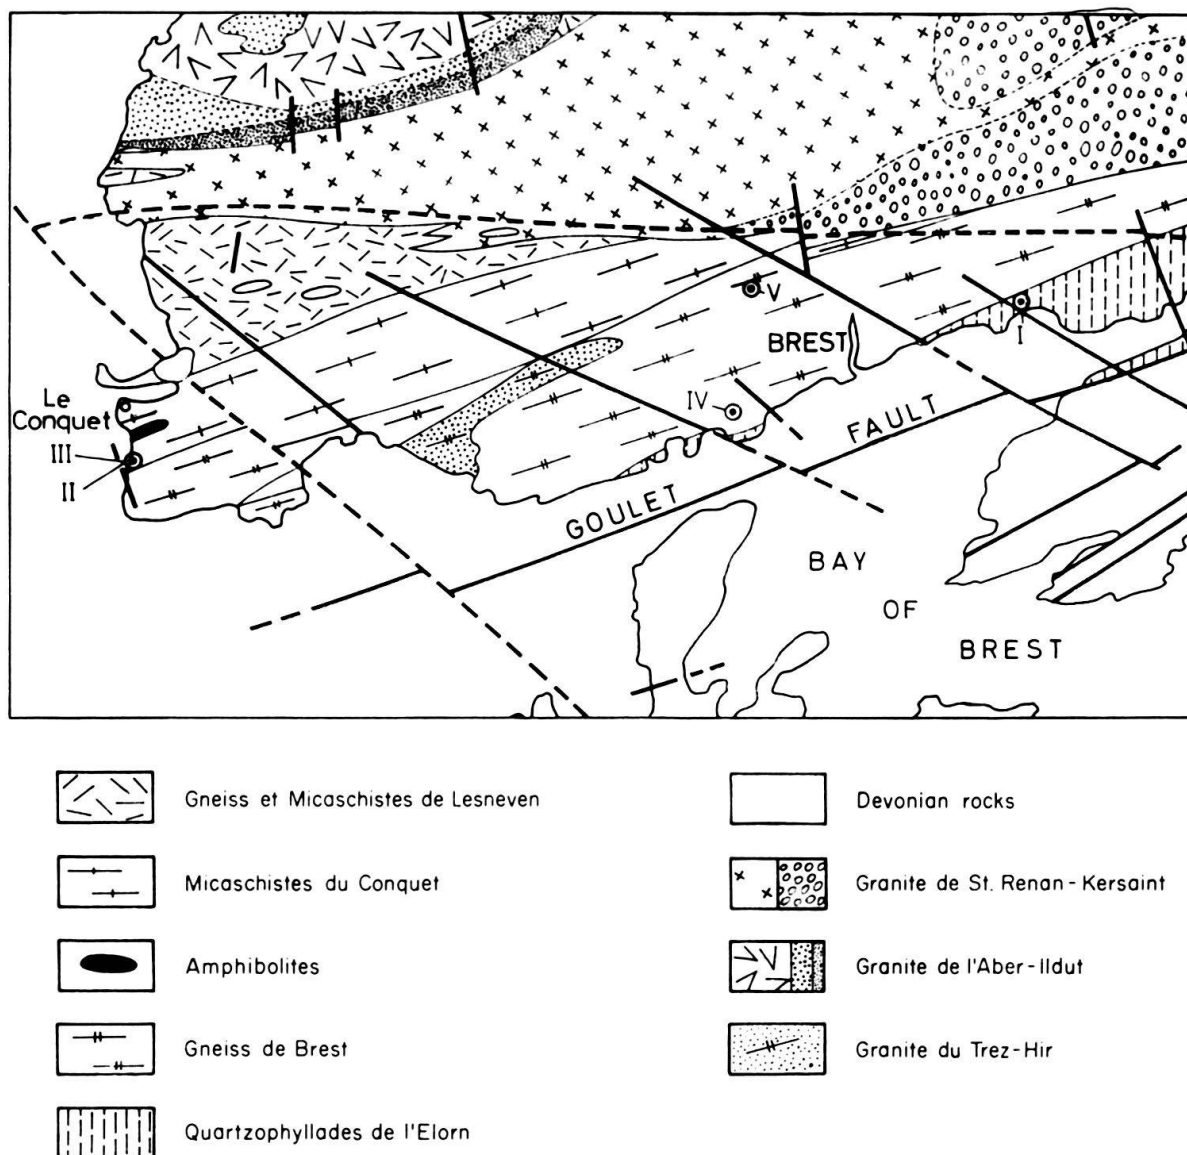 V
BREST
I
Le
Conquet
IV
FAULT
III
II
GOULET
BAY
OF
BREST
Gneiss et Micaschistes de Lesneven
Devonian rocks
Micaschistes du Conquet
Granite de St. Renan-Kersaint
Amphibolites
Granite de l'Aber-Ildut
Gneiss de Brest
Granite du Trez-Hir
Quartzophyllades de l'Elorn